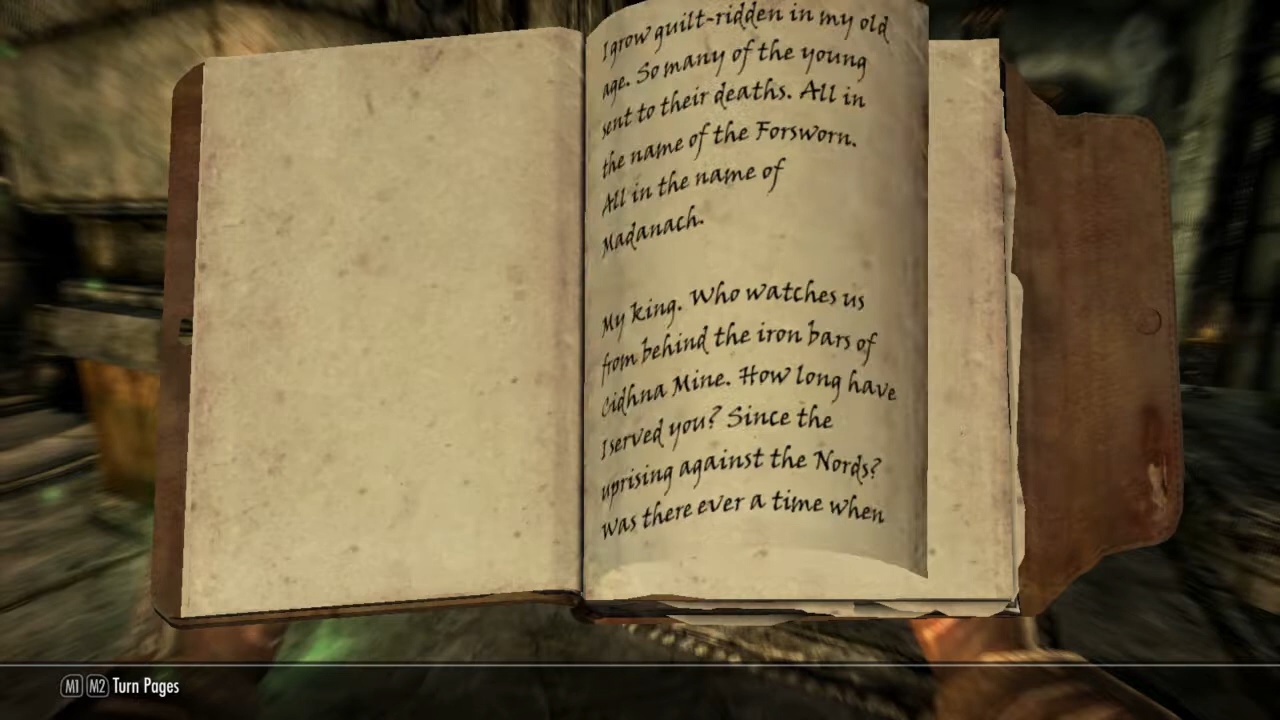 I grow guilt-ridden in my old
age. So many of the young
sent to their deaths. All in
the name of the Forsworn.
All in the name of
Madanach.
My king. Who watches us
from behind the iron bars of
Cidhna Mine. How long have
I served you? Since the
uprising against the Nords?
Was there ever a time when
M1 M2 Turn Pages